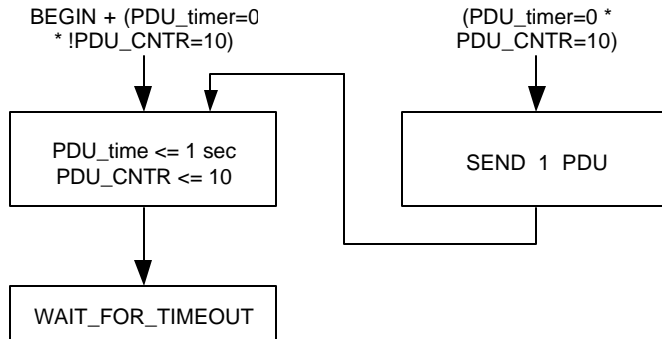 BEGIN + (PDU_timer=0
* !PDU_CNTR=10)
(PDU_timer=0 *
PDU_CNTR=10)
PDU_time <= 1 sec
PDU_CNTR <= 10
SEND 1 PDU
WAIT_FOR_TIMEOUT